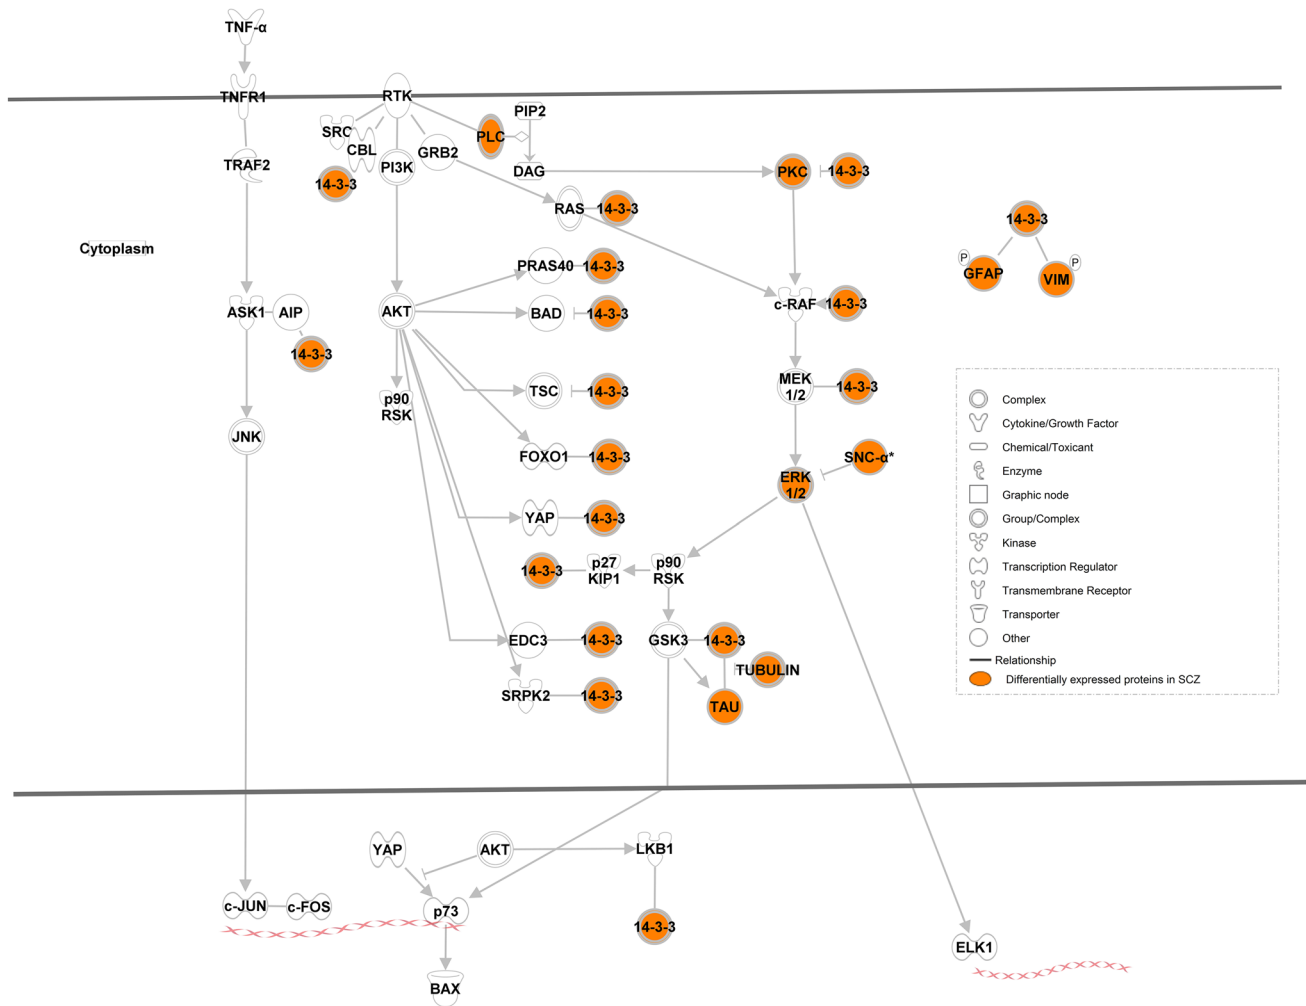 TNF-α
TNFR1
RTK
PIP2
SRC
CBL
PI3K
GRB2
PLC
TRAF2
14-3-3
DAG
PKC
14-3-3
RAS
14-3-3
14-3-3
Cytoplasm
PRAS40
14-3-3
P
GFAP
VIM
P
ASK1
AIP
AKT
BAD
14-3-3
c-RAF
14-3-3
14-3-3
p90
RSK
TSC
14-3-3
MEK
1/2
14-3-3
JNK
FOXO1
14-3-3
SNC-α*
ERK
1/2
YAP
14-3-3
14-3-3
p27
KIP1
p90
RSK
EDC3
14-3-3
GSK3
14-3-3
TUBULIN
SRPK2
14-3-3
TAU
Complex
Cytokine/Growth Factor
Chemical/Toxicant
Enzyme
Graphic node
Group/Complex
Kinase
Transcription Regulator
Transmembrane Receptor
Transporter
Other
Relationship
Differentially expressed proteins in SCZ
YAP
AKT
LKB1
c-JUN
c-FOS
p73
14-3-3
ELK1
BAX